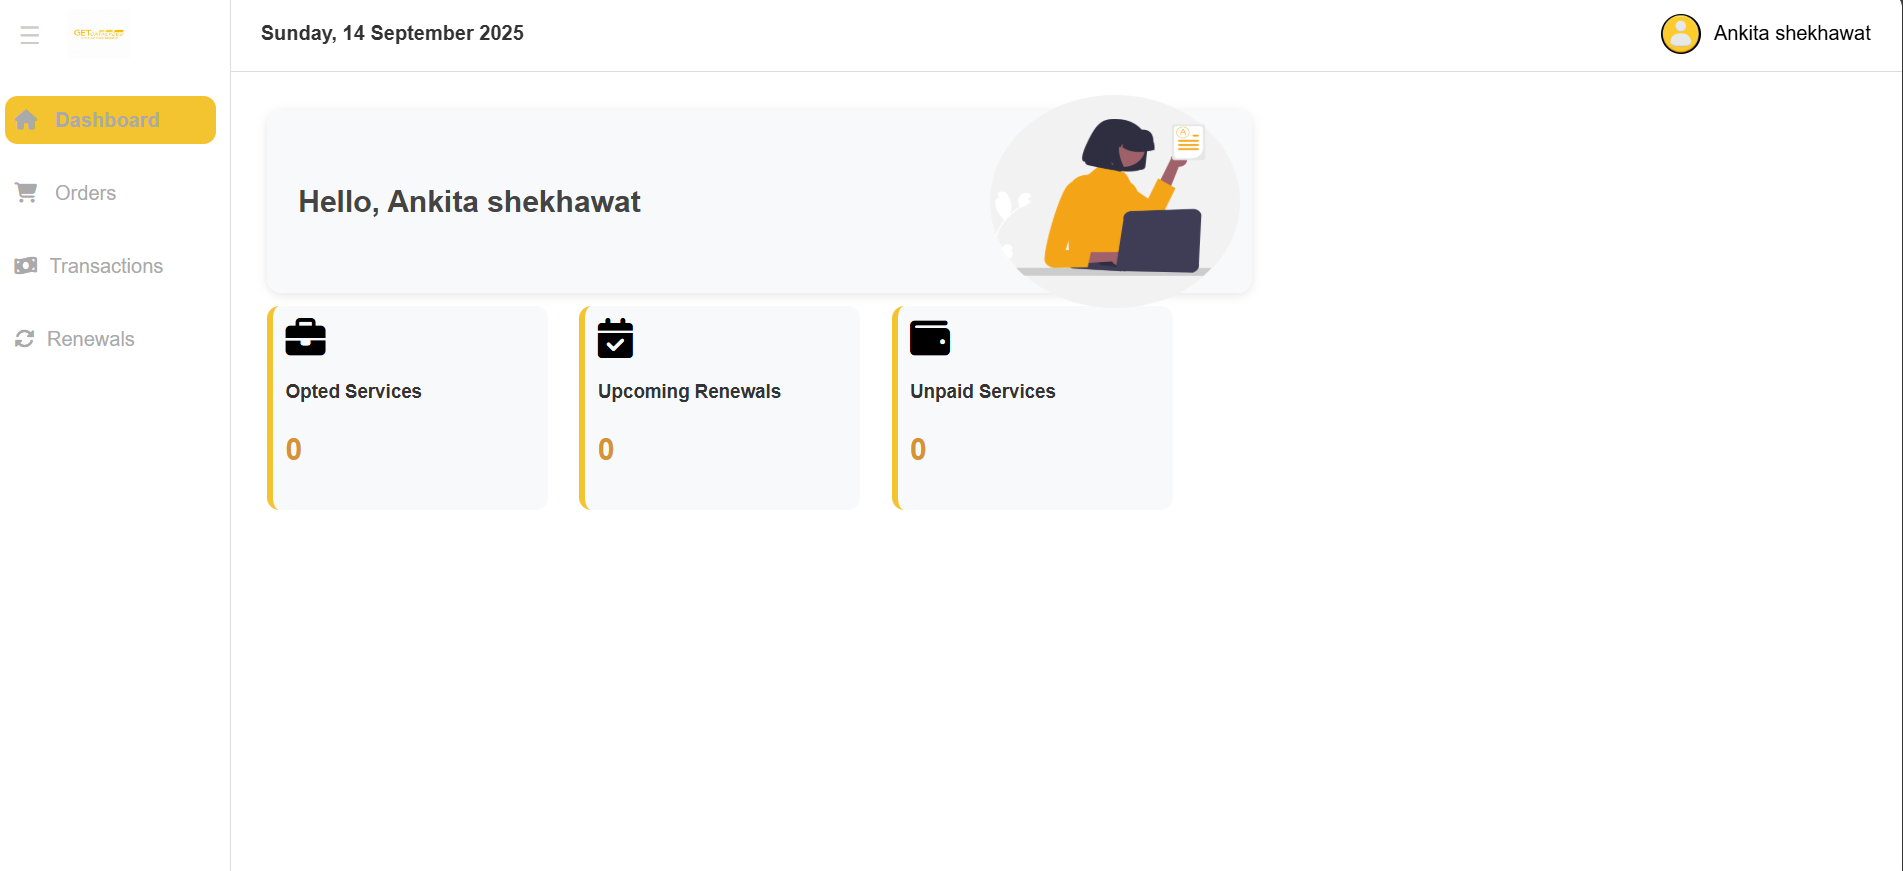 GET
Sunday, 14 September 2025
Ankita shekhawat
Dashboard
Orders
Transactions
Renewals
Hello, Ankita shekhawat
A
Opted Services
0
Upcoming Renewals
0
Unpaid Services
0